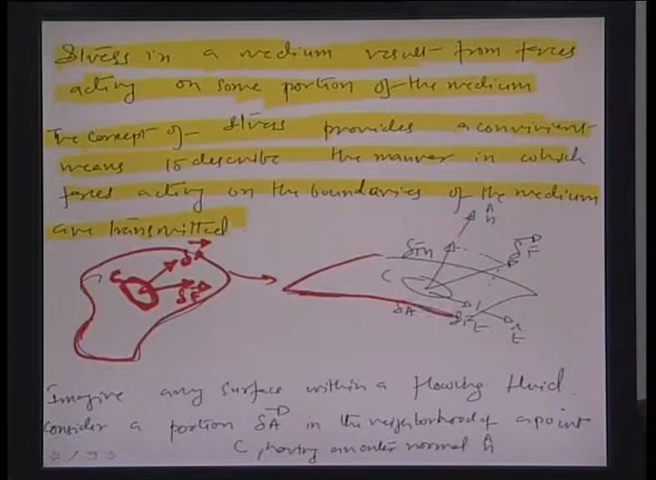 Stress in a medium result from forces
acting on some portion of the medium
The concept of stress provides a convinient
means to describe the manner in which
forces acting on the boundaries of the medium
are transmitted
n̂
δA⃗
C
δF⃗
δFn
δF⃗
C
δA
δFt
t̂
Imagine any surface within a flowing fluid.
Consider a portion δA⃗ in the neighborhood of a point
C, having an outer normal n̂